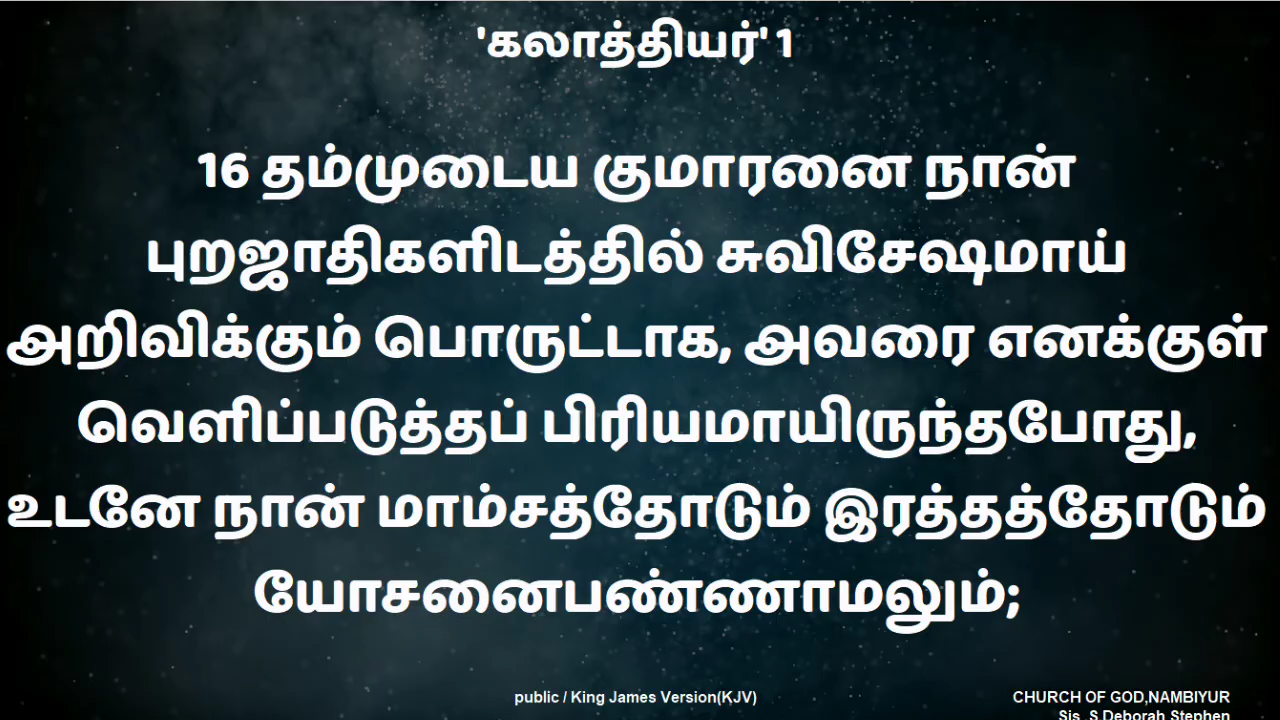 'கலாத்தியர்' 1
16 தம்முடைய குமாரனை நான்
புறஜாதிகளிடத்தில் சுவிசேஷமாய்
அறிவிக்கும் பொருட்டாக, அவரை எனக்குள்
வெளிப்படுத்தப் பிரியமாயிருந்தபோது,
உடனே நான் மாம்சத்தோடும் இரத்தத்தோடும்
யோசனைபண்ணாமலும்;
public / King James Version(KJV)
CHURCH OF GOD,NAMBIYUR
Sis. S.Deborah Stephen